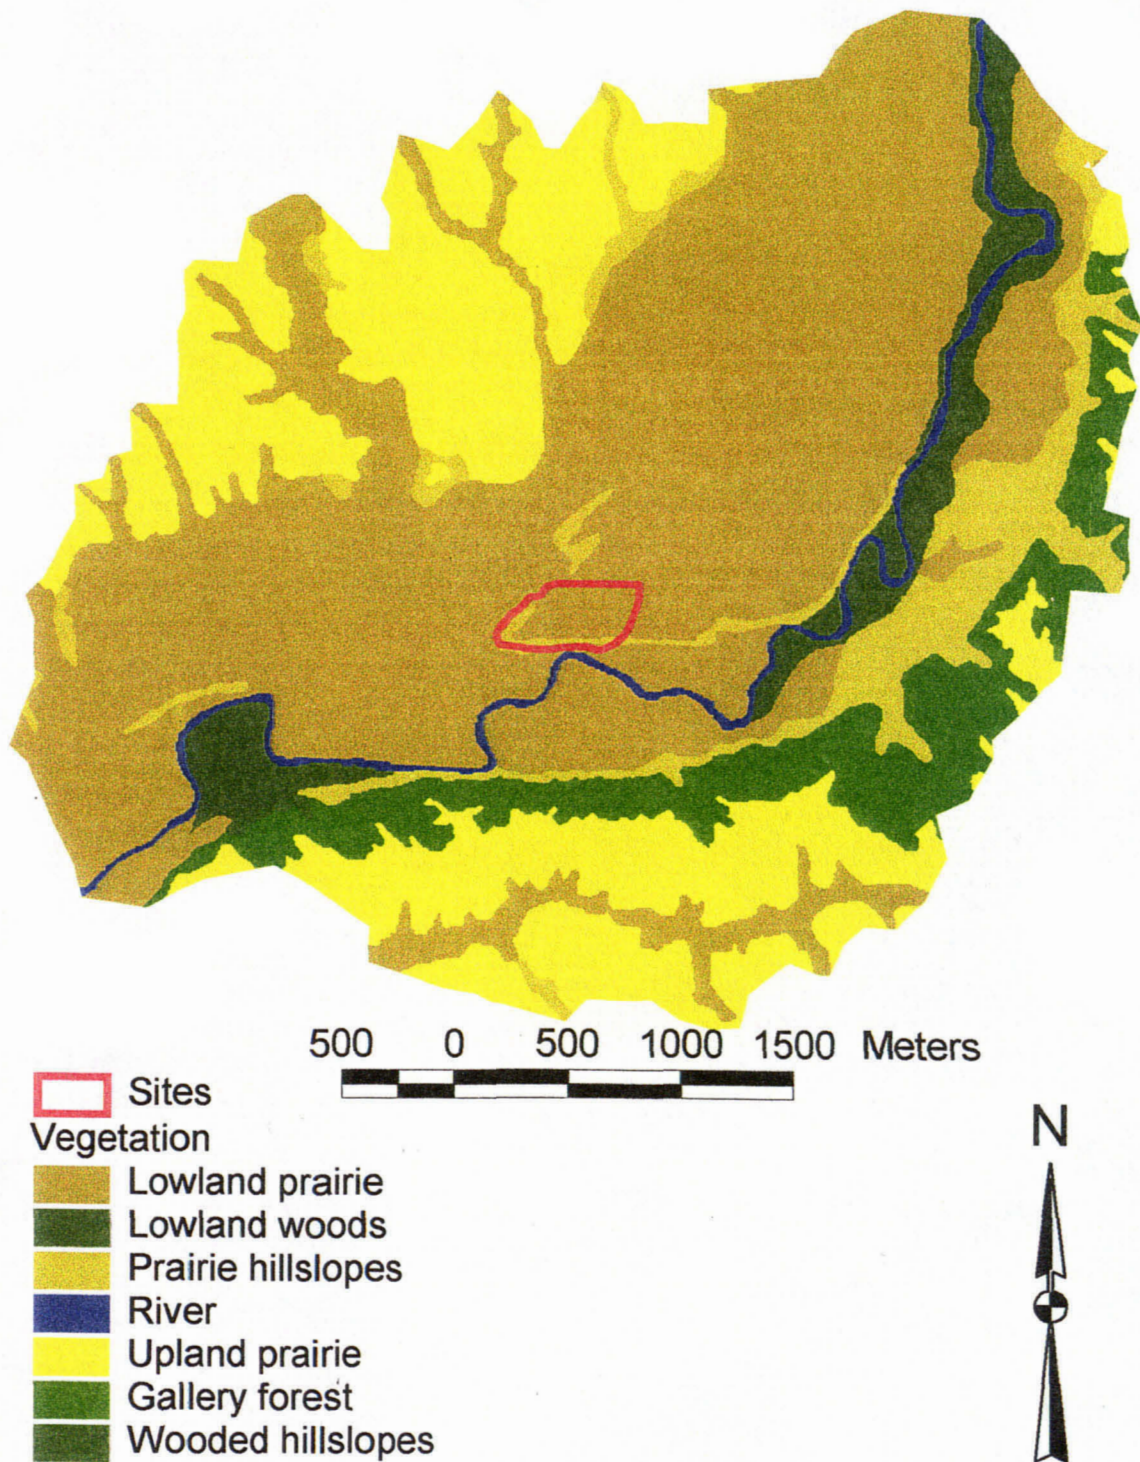 500 0 500 1000 1500 Meters
Sites
Vegetation
Lowland prairie
Lowland woods
Prairie hillslopes
River
Upland prairie
Gallery forest
Wooded hillslopes
N